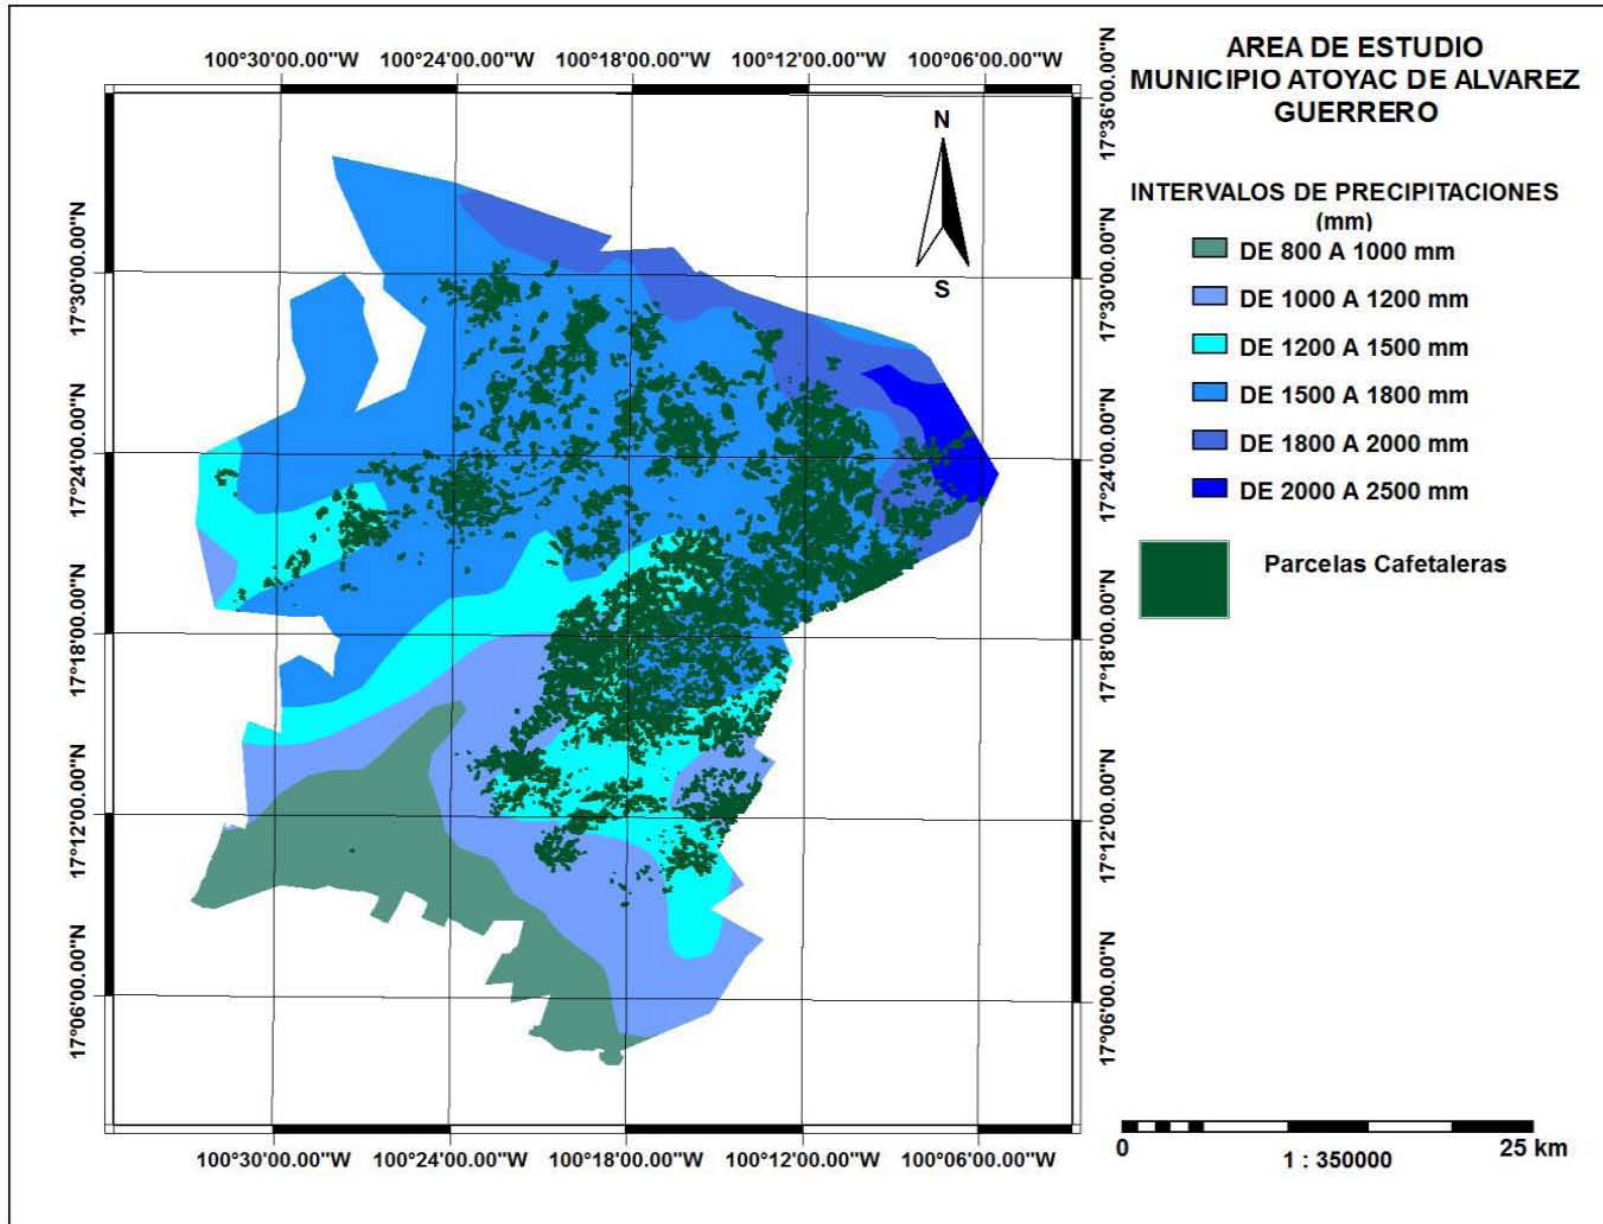 AREA DE ESTUDIO
MUNICIPIO ATOYAC DE ALVAREZ
GUERRERO
INTERVALOS DE PRECIPITACIONES
(mm)
DE 800 A 1000 mm
DE 1000 A 1200 mm
DE 1200 A 1500 mm
DE 1500 A 1800 mm
DE 1800 A 2000 mm
DE 2000 A 2500 mm
Parcelas Cafetaleras
0 25 km
1 : 350000
N
S
100°30'00.00"W 100°24'00.00"W 100°18'00.00"W 100°12'00.00"W 100°06'00.00"W
17°30'00.00"N
17°24'00.00"N
17°18'00.00"N
17°12'00.00"N
17°06'00.00"N
17°36'00.00"N
17°30'00.00"N
17°24'00.00"N
17°18'00.00"N
17°12'00.00"N
17°06'00.00"N
100°30'00.00"W 100°24'00.00"W 100°18'00.00"W 100°12'00.00"W 100°06'00.00"W